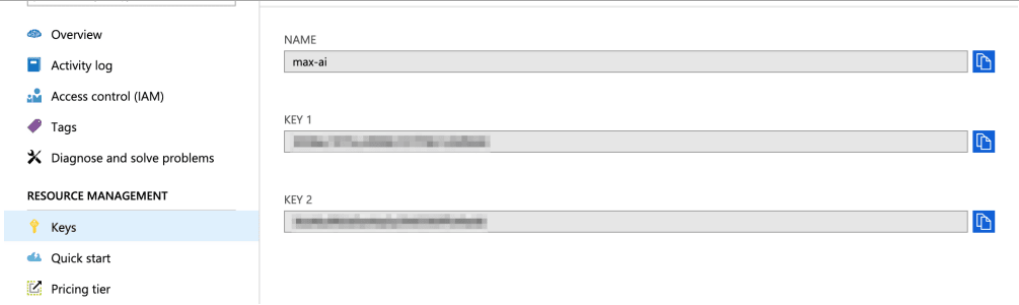 Overview
Activity log
Access control (IAM)
Tags
Diagnose and solve problems
RESOURCE MANAGEMENT
Keys
Quick start
Pricing tier
NAME
max-ai
KEY 1
KEY 2